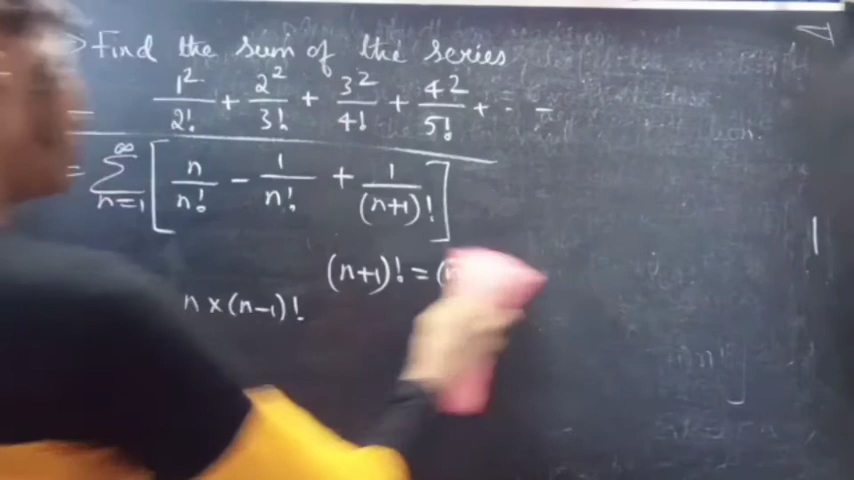 > Find the sum of the series
1²/2! + 2²/3! + 3²/4! + 4²/5! + - -
= ∑_{n=1}^{∞} [ n/n! - 1/n! + 1/(n+1)! ]
(n+1)! = (n
n × (n-1)!